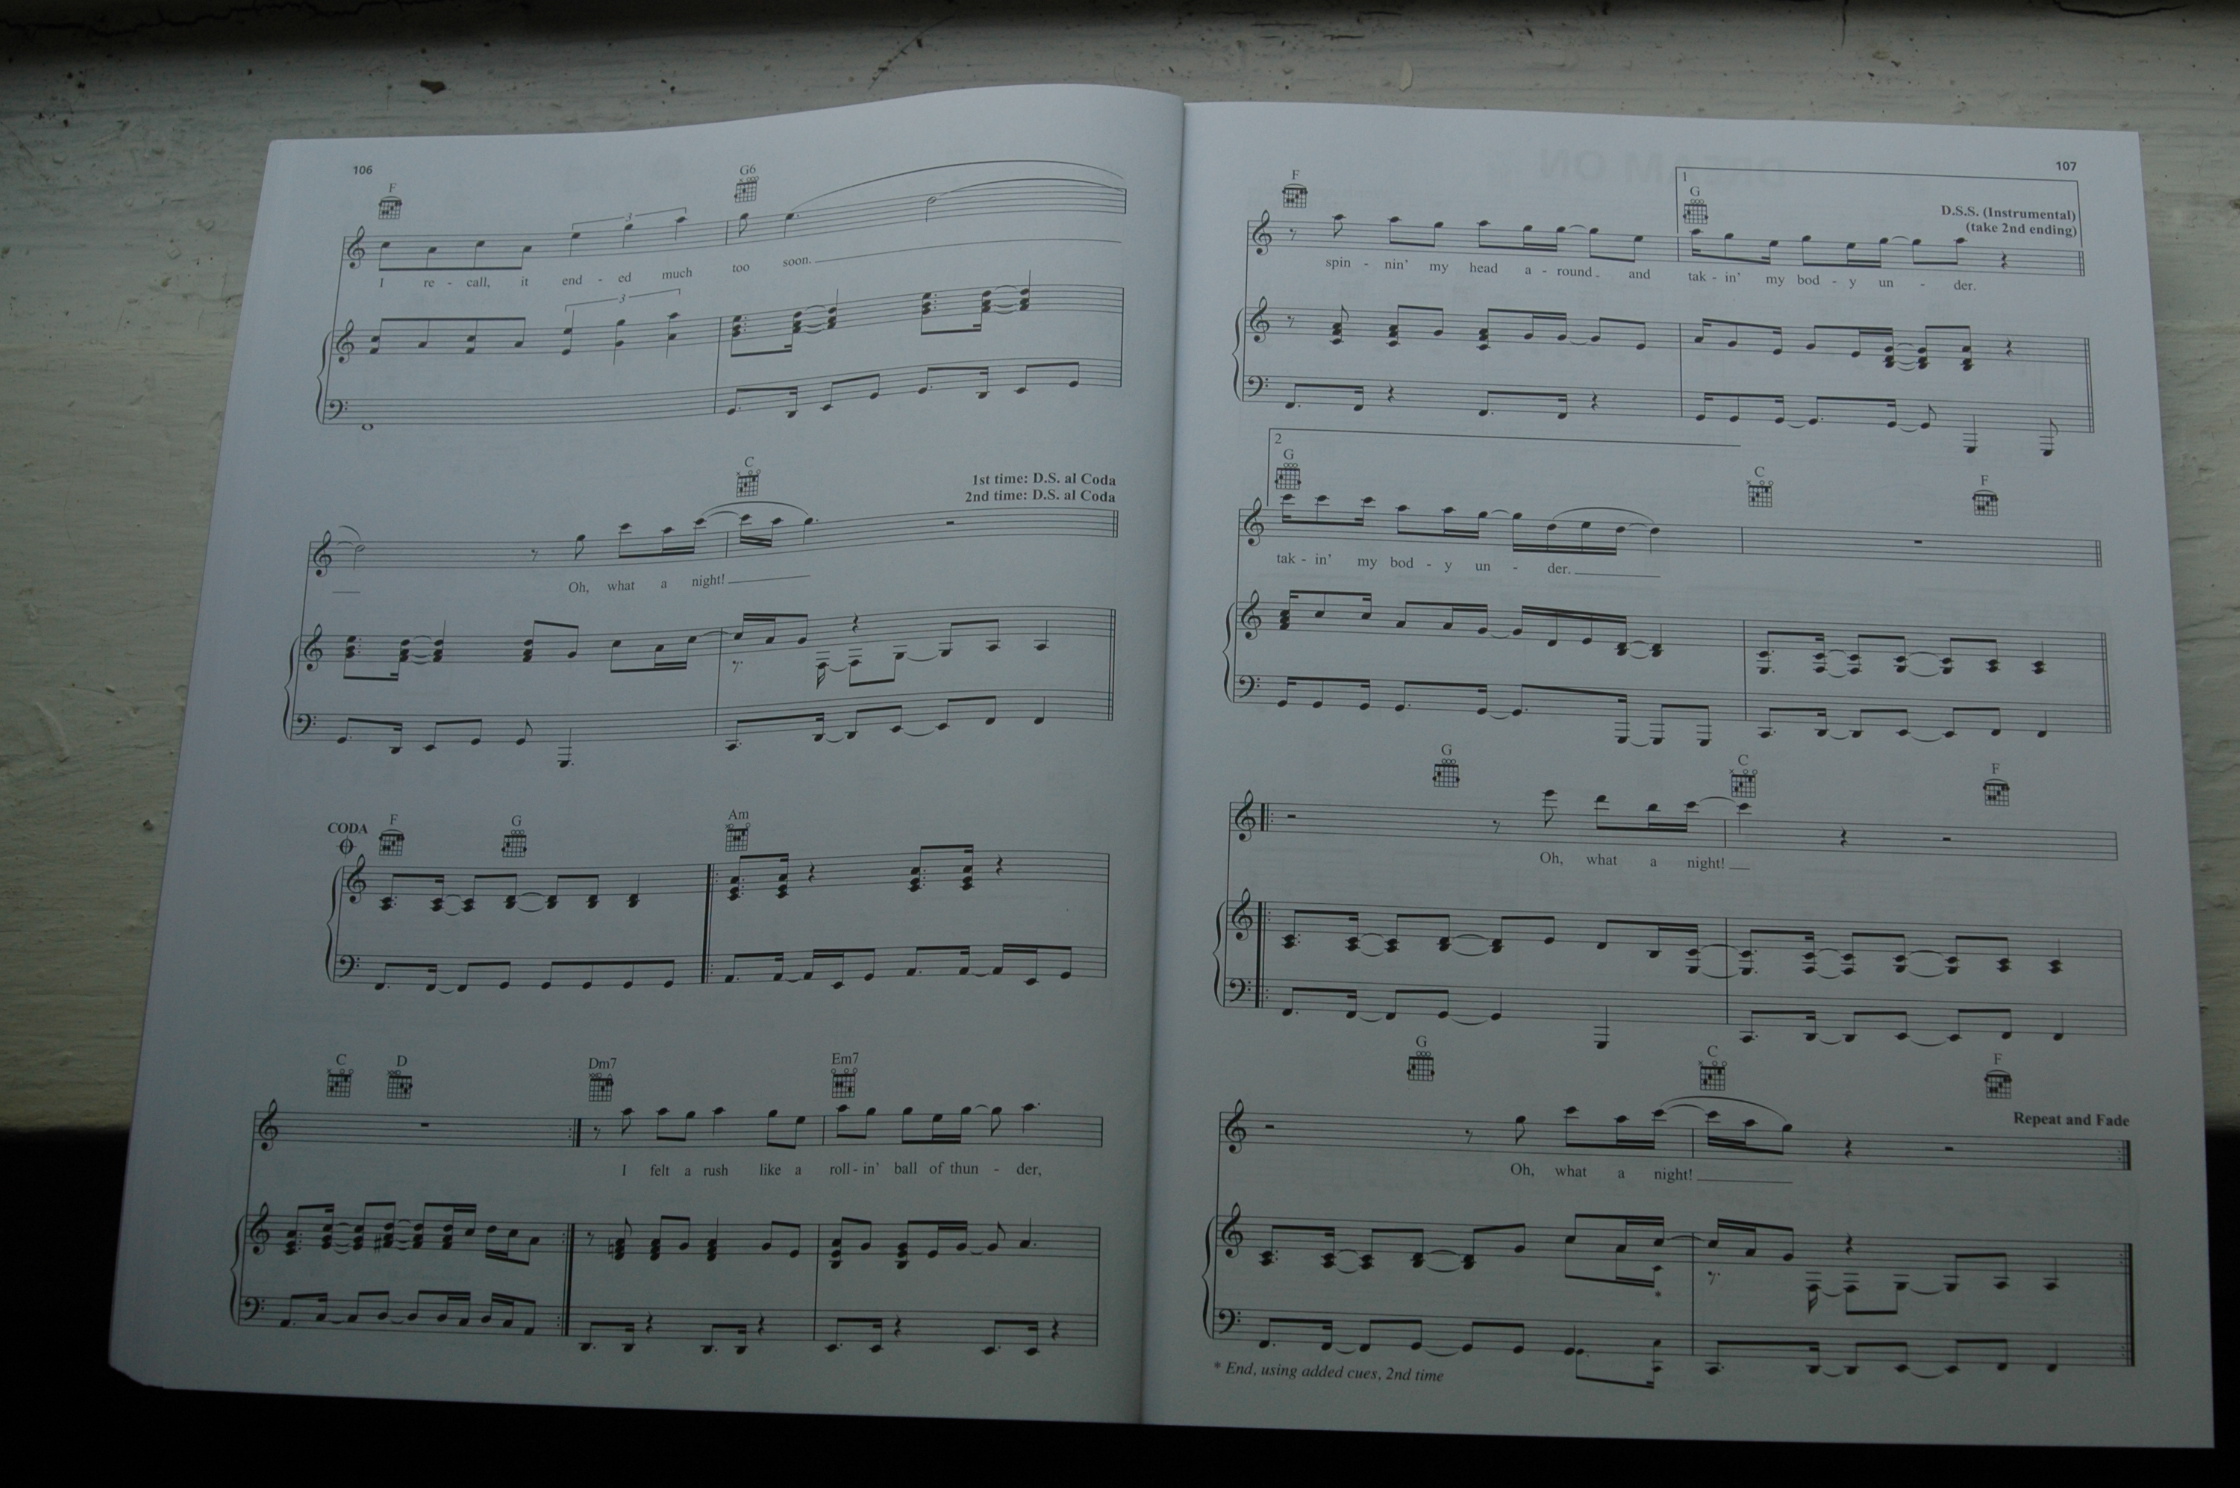 106
F G6
3
I re - call, it end - ed much too soon.
3
C
1st time: D.S. al Coda
2nd time: D.S. al Coda
Oh, what a night!
CODA F G Am
C D Dm7 Em7
I felt a rush like a roll - in' ball of thun - der,
107
F 1 G
D.S.S. (Instrumental)
(take 2nd ending)
spin - nin' my head a - round and tak - in' my bod - y un - der.
2
G C F
tak - in' my bod - y un - der.
G C F
Oh, what a night!
G C F
Repeat and Fade
Oh, what a night!
*
* End, using added cues, 2nd time
DREAM ON